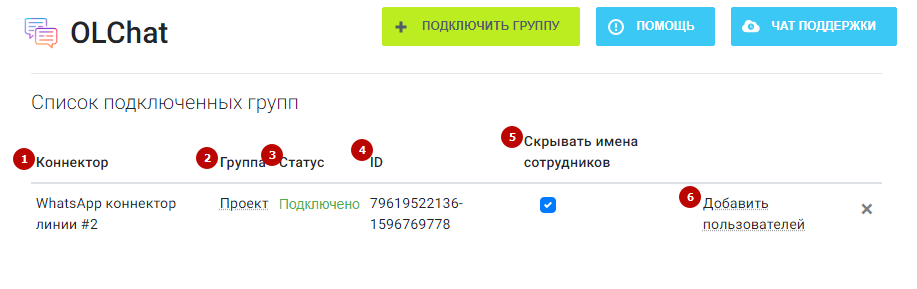 OLChat
ПОДКЛЮЧИТЬ ГРУППУ
ПОМОЩЬ
ЧАТ ПОДДЕРЖКИ
Список подключенных групп
1 Коннектор
2 Группа
3 Статус
4 ID
5 Скрывать имена
сотрудников
WhatsApp коннектор
линии #2
Проект
Подключено
79619522136-
1596769778
6 Добавить
пользователей